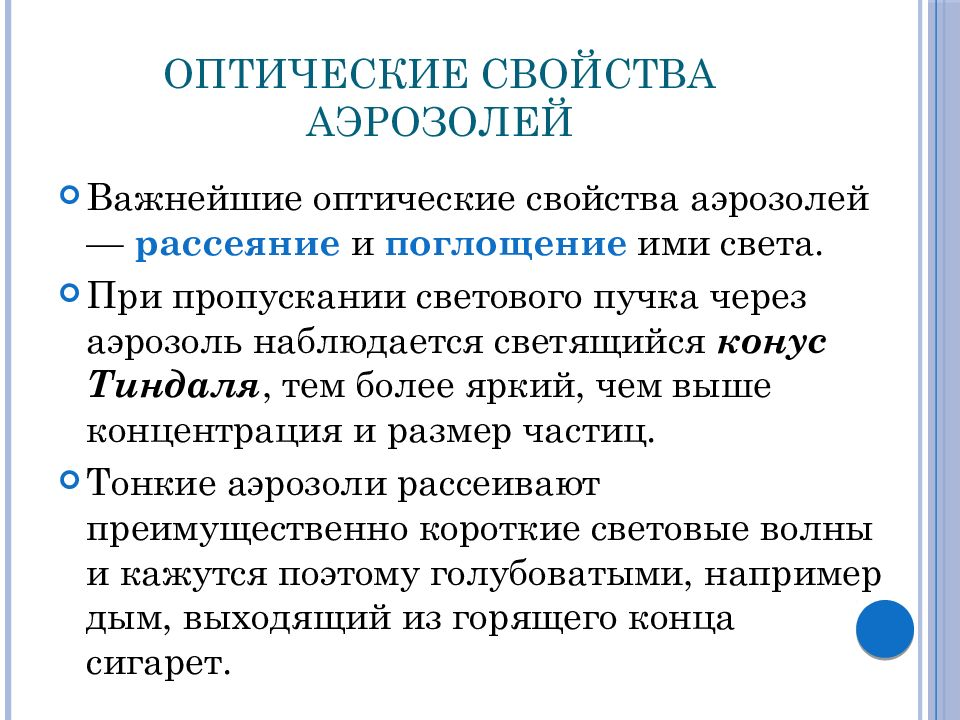 ОПТИЧЕСКИЕ СВОЙСТВА
АЭРОЗОЛЕЙ
Важнейшие оптические свойства аэрозолей
— рассеяние и поглощение ими света.
При пропускании светового пучка через
аэрозоль наблюдается светящийся конус
Тиндаля, тем более яркий, чем выше
концентрация и размер частиц.
Тонкие аэрозоли рассеивают
преимущественно короткие световые волны
и кажутся поэтому голубоватыми, например
дым, выходящий из горящего конца
сигарет.